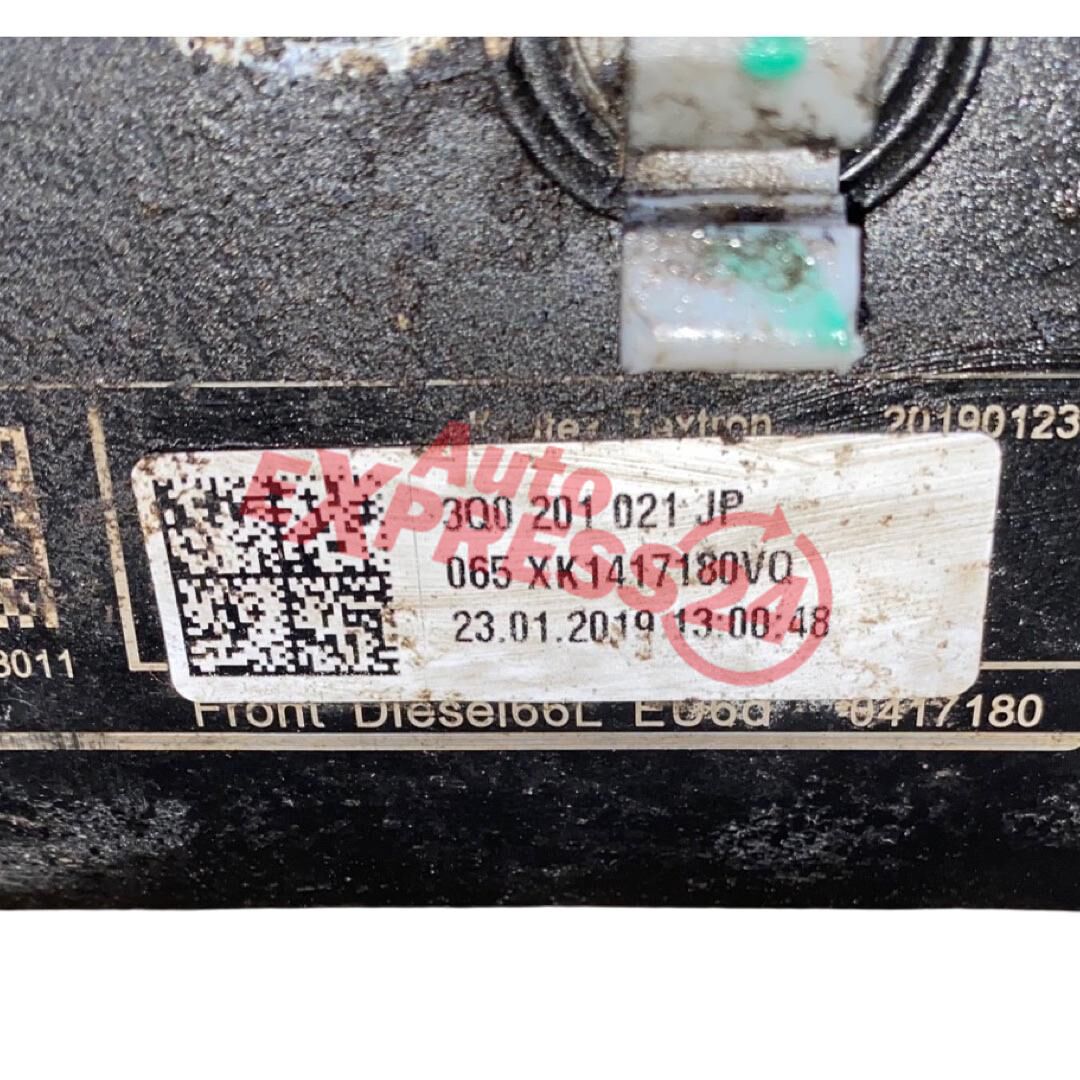 Textron 20190123
Auto
EXPRESS24
3Q0 201 021 JP
065 XK1417180VQ
23.01.2019 13:00:48
8011
Front Diesel66L EU6d 0417180